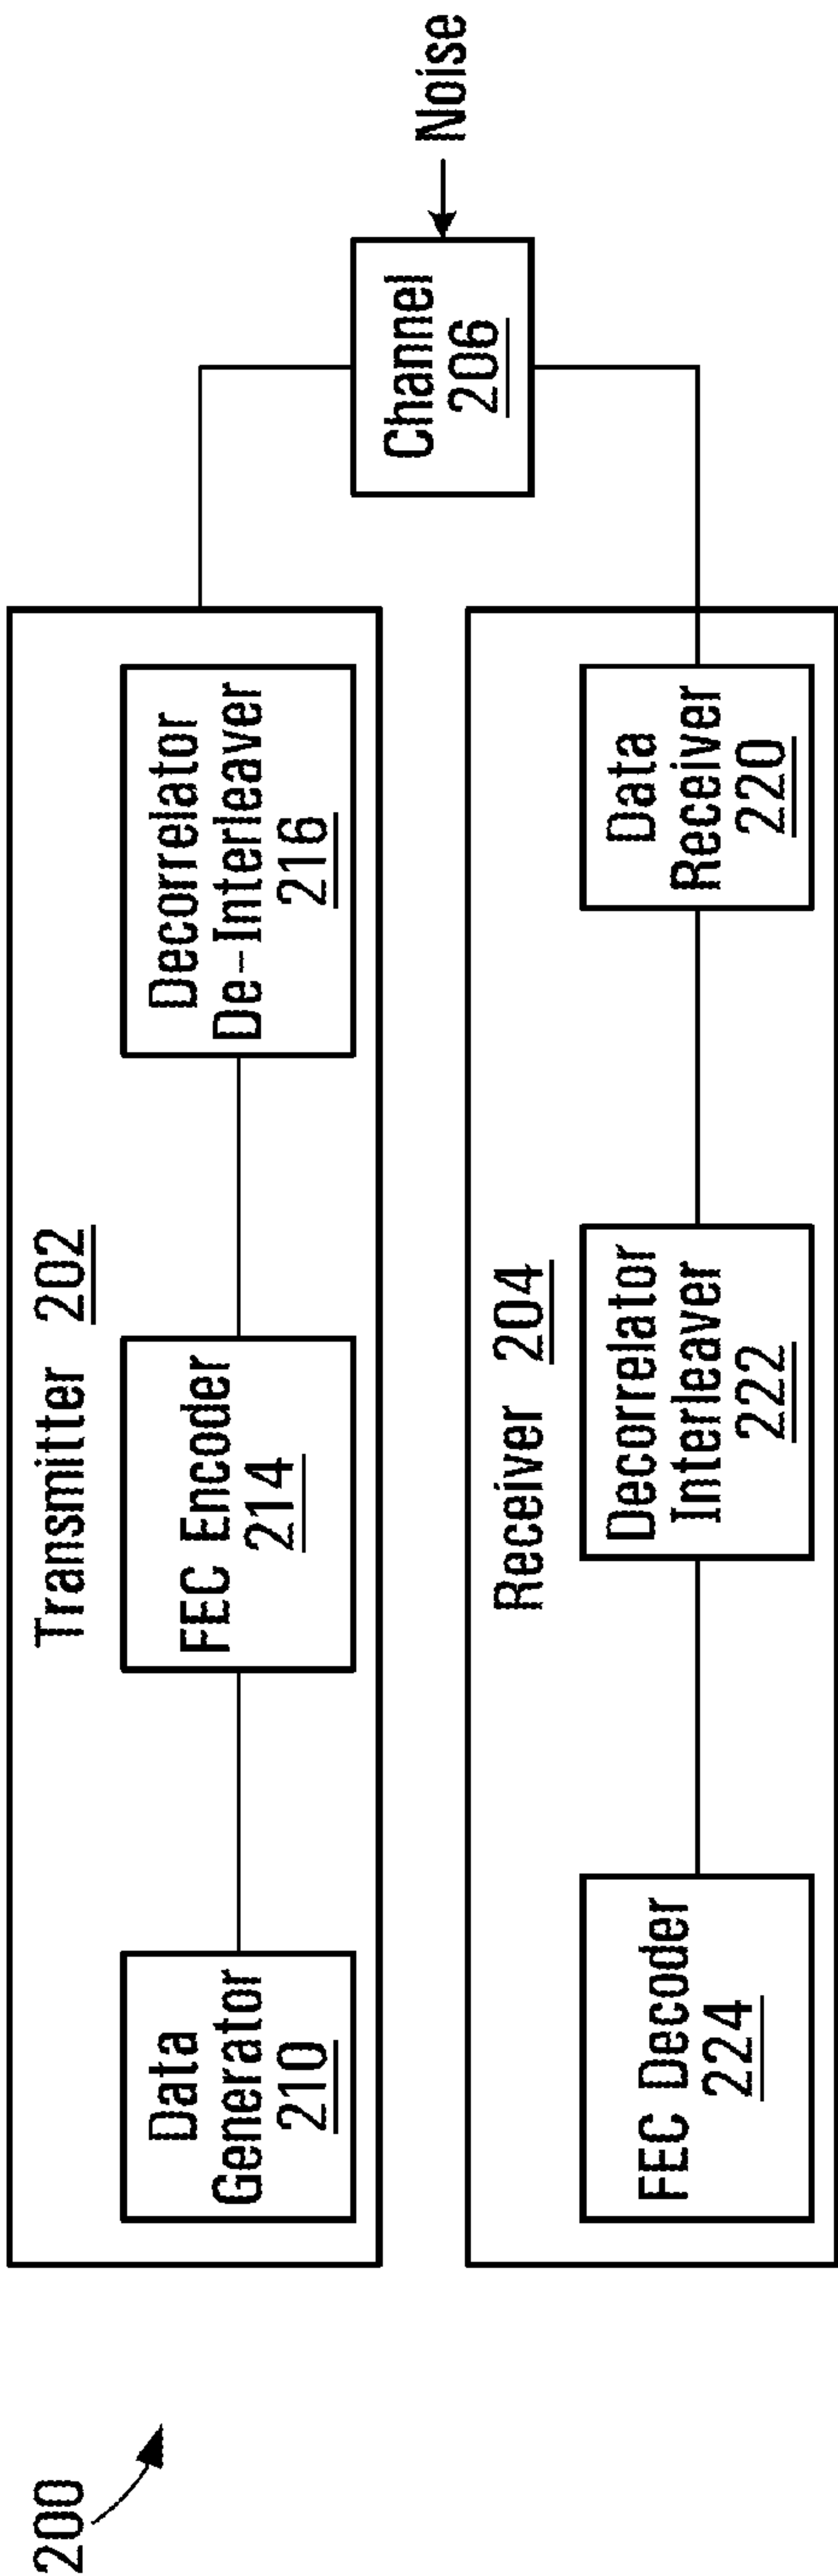 200
Transmitter 202
Data
Generator
210
FEC Encoder
214
Decorrelator
De-Interleaver
216
Channel
206
Noise
Receiver 204
FEC Decoder
224
Decorrelator
Interleaver
222
Data
Receiver
220